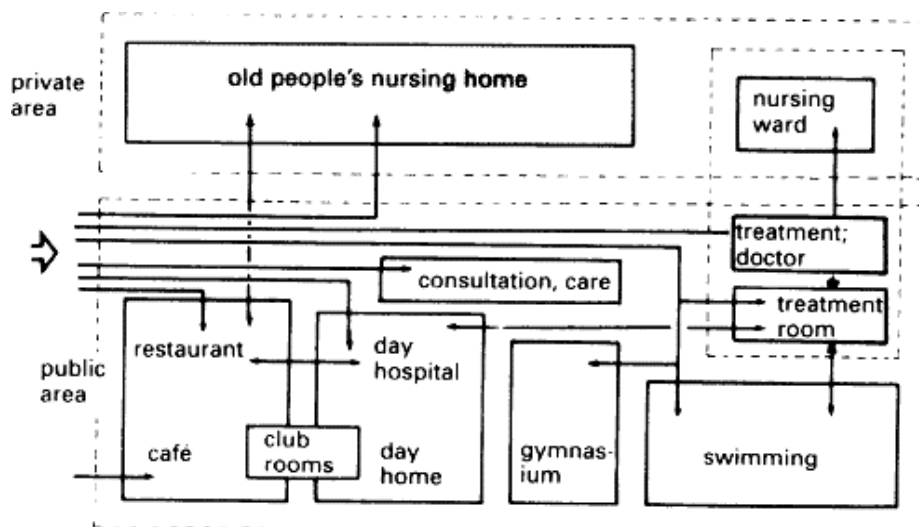 private
area
old people's nursing home
nursing
ward
treatment;
doctor
consultation, care
treatment
room
public
area
restaurant
day
hospital
café
club
rooms
day
home
gymnas-
ium
swimming